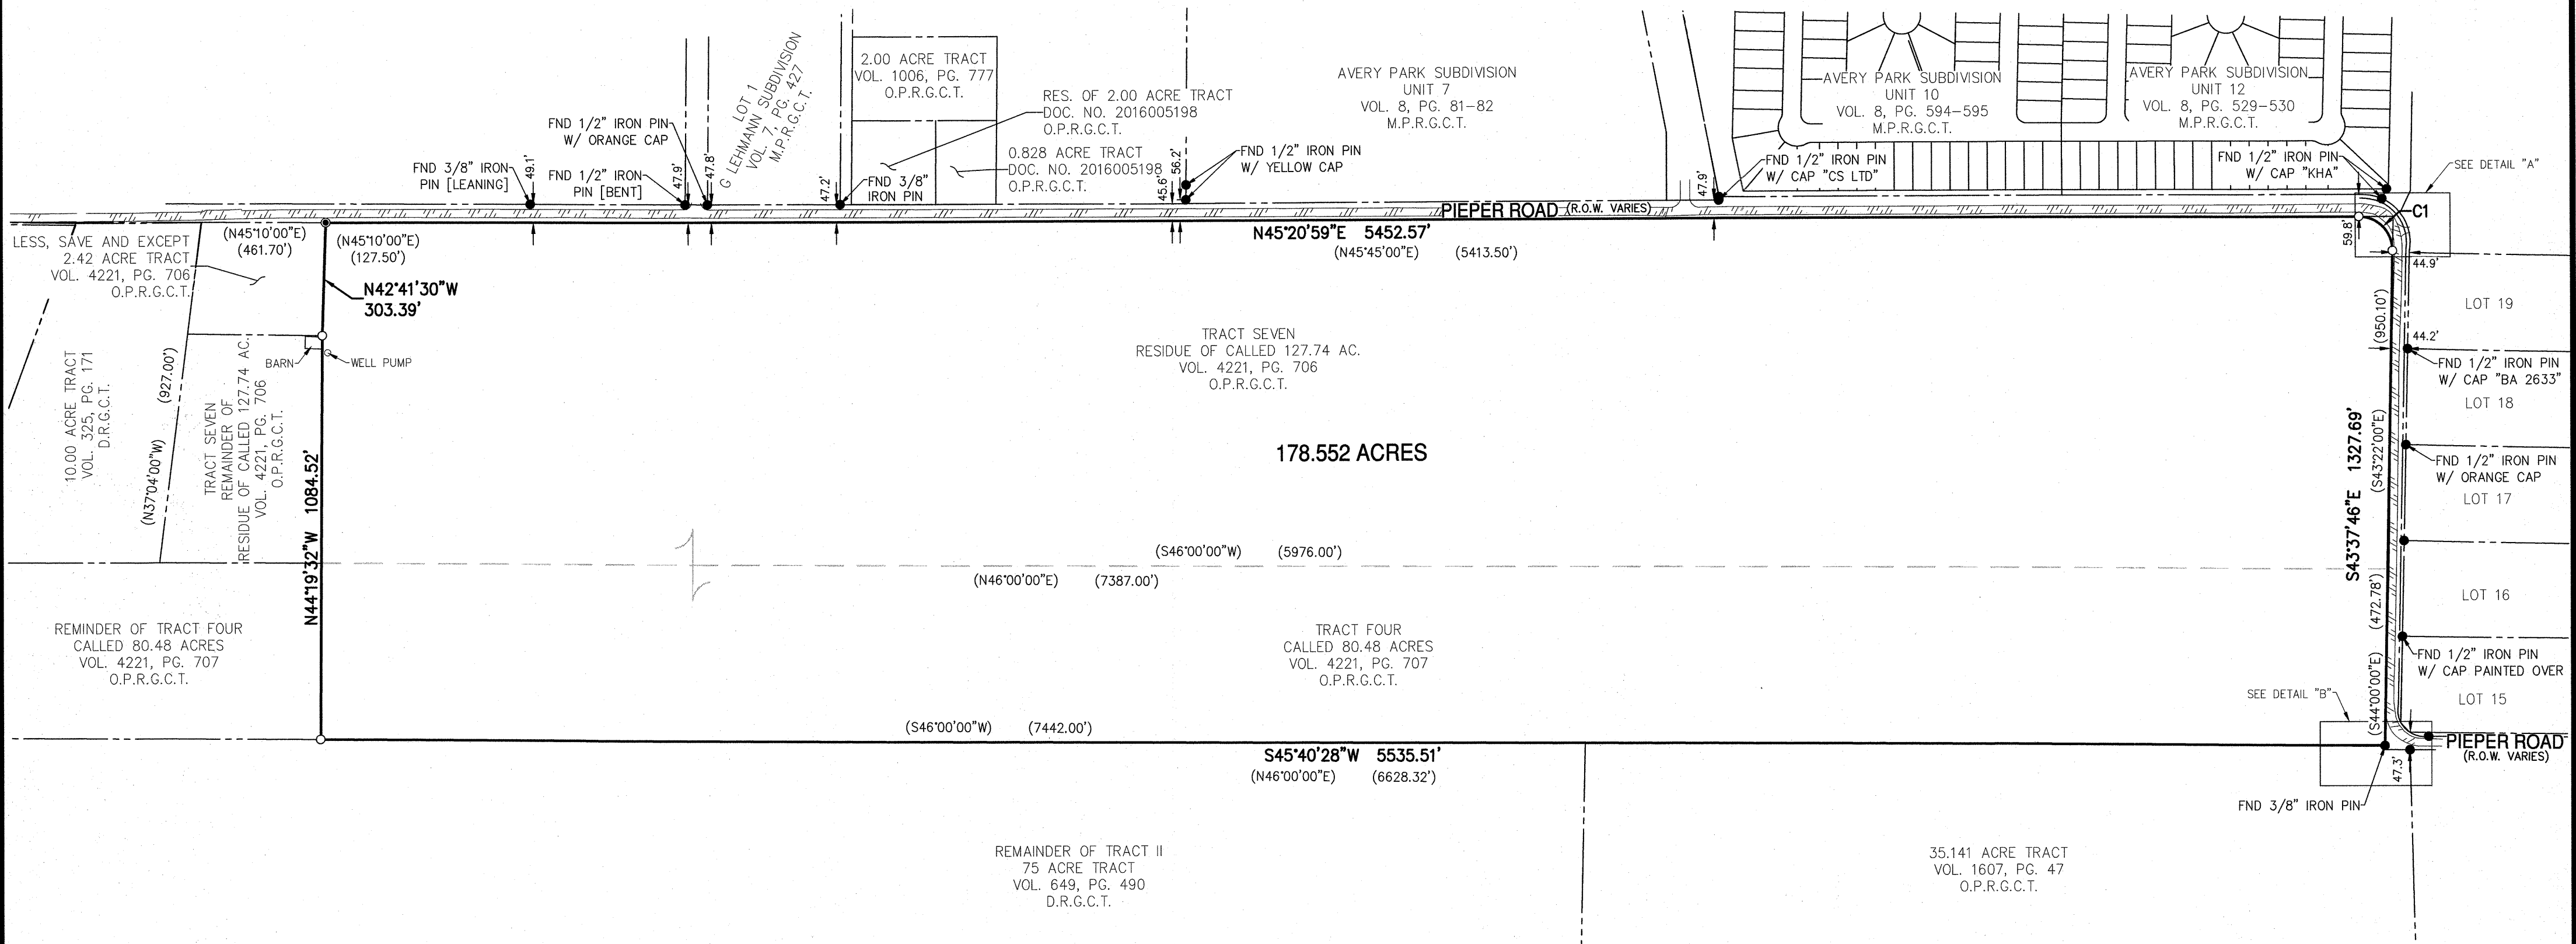 2.00 ACRE TRACT
VOL. 1006, PG. 777
O.P.R.G.C.T.
LOT 1
G LEHMANN SUBDIVISION
VOL. 7, PG. 427
M.P.R.G.C.T.
RES. OF 2.00 ACRE TRACT
DOC. NO. 2016005198
O.P.R.G.C.T.
0.828 ACRE TRACT
DOC. NO. 2016005198
O.P.R.G.C.T.
AVERY PARK SUBDIVISION
UNIT 7
VOL. 8, PG. 81-82
M.P.R.G.C.T.
AVERY PARK SUBDIVISION
UNIT 10
VOL. 8, PG. 594-595
M.P.R.G.C.T.
AVERY PARK SUBDIVISION
UNIT 12
VOL. 8, PG. 529-530
M.P.R.G.C.T.
FND 1/2" IRON PIN
W/ ORANGE CAP
FND 3/8" IRON
PIN [LEANING]
49.1'
FND 1/2" IRON
PIN [BENT]
47.9'
47.8'
47.2'
FND 3/8"
IRON PIN
45.6'
56.2'
FND 1/2" IRON PIN
W/ YELLOW CAP
47.9'
FND 1/2" IRON PIN
W/ CAP "CS LTD"
FND 1/2" IRON PIN
W/ CAP "KHA"
SEE DETAIL "A"
PIEPER ROAD (R.O.W. VARIES)
C1
59.8'
44.9'
N45°20'59"E 5452.57'
(N45°45'00"E) (5413.50')
(N45°10'00"E)
(461.70')
(N45°10'00"E)
(127.50')
LESS, SAVE AND EXCEPT
2.42 ACRE TRACT
VOL. 4221, PG. 706
O.P.R.G.C.T.
N42°41'30"W
303.39'
BARN
WELL PUMP
10.00 ACRE TRACT
VOL. 325, PG. 171
D.R.G.C.T.
(N37°04'00"W) (927.00')
TRACT SEVEN
REMAINDER OF
RESIDUE OF CALLED 127.74 AC.
VOL. 4221, PG. 706
O.P.R.G.C.T.
N44°19'32"W 1084.52'
TRACT SEVEN
RESIDUE OF CALLED 127.74 AC.
VOL. 4221, PG. 706
O.P.R.G.C.T.
178.552 ACRES
(S46°00'00"W) (5976.00')
(N46°00'00"E) (7387.00')
(950.10')
(S43°22'00"E)
S43°37'46"E 1327.69'
(472.78')
(S44°00'00"E)
LOT 19
44.2'
FND 1/2" IRON PIN
W/ CAP "BA 2633"
LOT 18
FND 1/2" IRON PIN
W/ ORANGE CAP
LOT 17
LOT 16
FND 1/2" IRON PIN
W/ CAP PAINTED OVER
LOT 15
REMINDER OF TRACT FOUR
CALLED 80.48 ACRES
VOL. 4221, PG. 707
O.P.R.G.C.T.
TRACT FOUR
CALLED 80.48 ACRES
VOL. 4221, PG. 707
O.P.R.G.C.T.
SEE DETAIL "B"
(S46°00'00"W) (7442.00')
S45°40'28"W 5535.51'
(N46°00'00"E) (6628.32')
PIEPER ROAD
(R.O.W. VARIES)
47.3'
FND 3/8" IRON PIN
REMAINDER OF TRACT II
75 ACRE TRACT
VOL. 649, PG. 490
D.R.G.C.T.
35.141 ACRE TRACT
VOL. 1607, PG. 47
O.P.R.G.C.T.